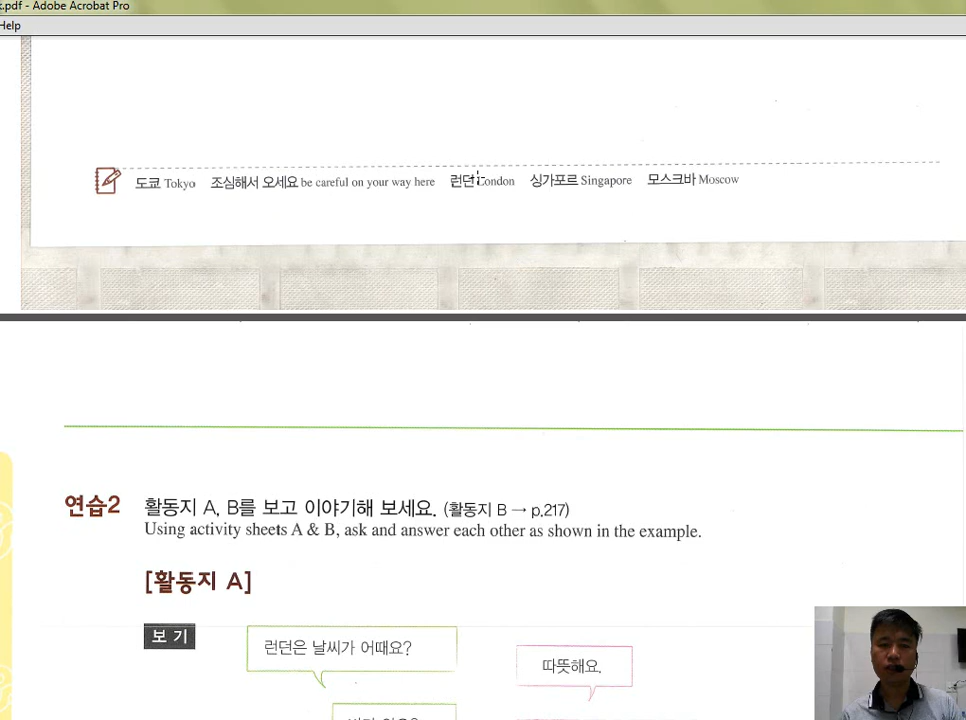 .pdf - Adobe Acrobat Pro
Help
도쿄 Tokyo 조심해서 오세요 be careful on your way here 런던 London 싱가포르 Singapore 모스크바 Moscow
연습2 활동지 A, B를 보고 이야기해 보세요. (활동지 B → p.217)
Using activity sheets A & B, ask and answer each other as shown in the example.
[활동지 A]
보기
런던은 날씨가 어때요?
따뜻해요.